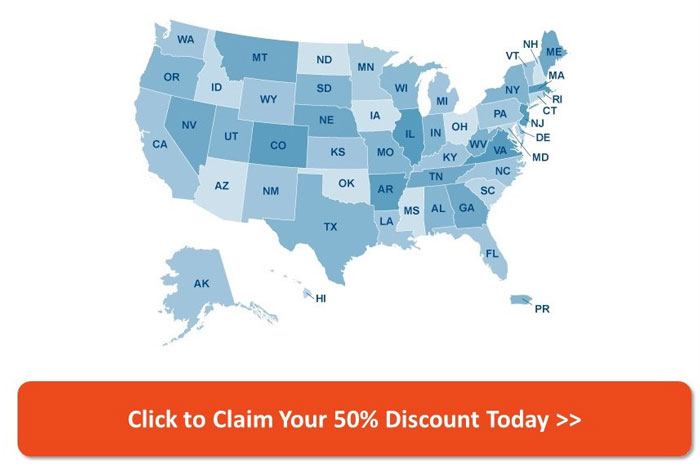 WA
MT
ND
MN
VT
NH
ME
OR
ID
SD
WI
MI
NY
MA
RI
CT
WY
NE
IA
PA
NJ
DE
MD
NV
UT
CO
KS
MO
IL
IN
OH
WV
VA
CA
KY
NC
AZ
NM
OK
AR
TN
SC
TX
LA
MS
AL
GA
FL
AK
HI
PR
Click to Claim Your 50% Discount Today >>